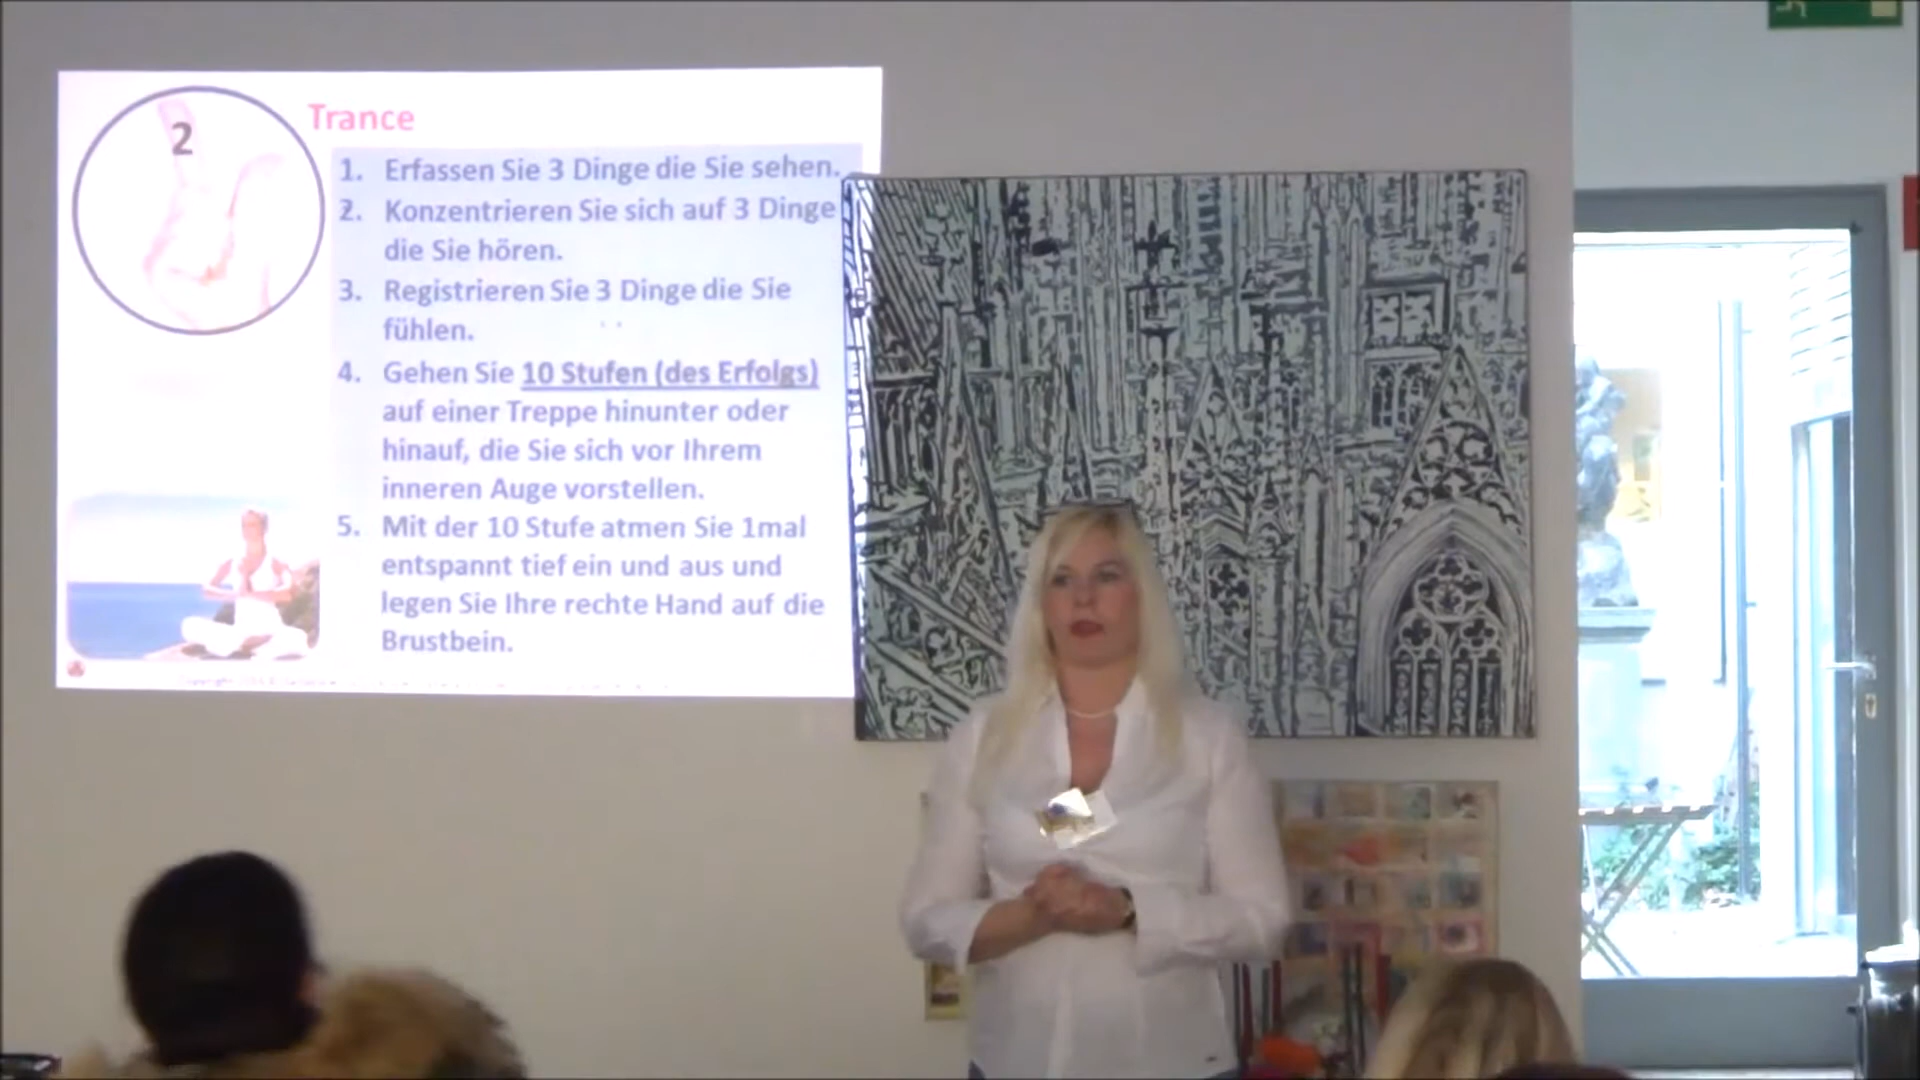 2
Trance
1. Erfassen Sie 3 Dinge die Sie sehen.
2. Konzentrieren Sie sich auf 3 Dinge
die Sie hören.
3. Registrieren Sie 3 Dinge die Sie
fühlen.
4. Gehen Sie 10 Stufen (des Erfolgs)
auf einer Treppe hinunter oder
hinauf, die Sie sich vor Ihrem
inneren Auge vorstellen.
5. Mit der 10 Stufe atmen Sie 1mal
entspannt tief ein und aus und
legen Sie Ihre rechte Hand auf die
Brustbein.